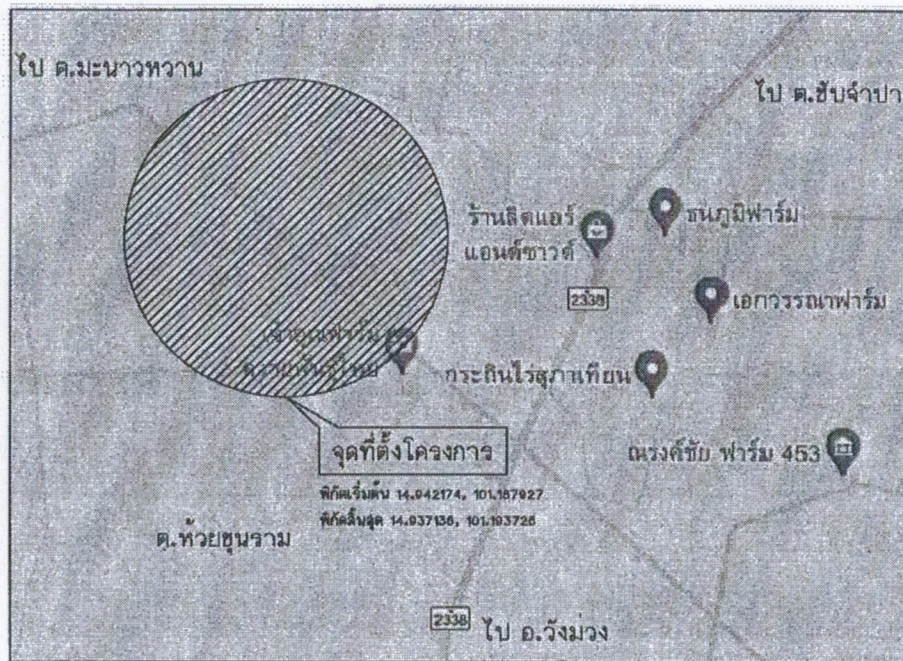 ไป ต.มะนาวหวาน
ไป ต.ซับจำปา
ร้านลิตแอร์
แอนด์ซาวด์
ธนภูมิฟาร์ม
2338
เอกวรรณาฟาร์ม
กระถินไร่สุภาเทียน
จุดที่ตั้งโครงการ
ณรงค์ชัย ฟาร์ม 453
พิกัดเริ่มต้น 14.942174, 101.187927
พิกัดสิ้นสุด 14.937136, 101.193726
ต.ห้วยขุนราม
2338
ไป อ.วังม่วง